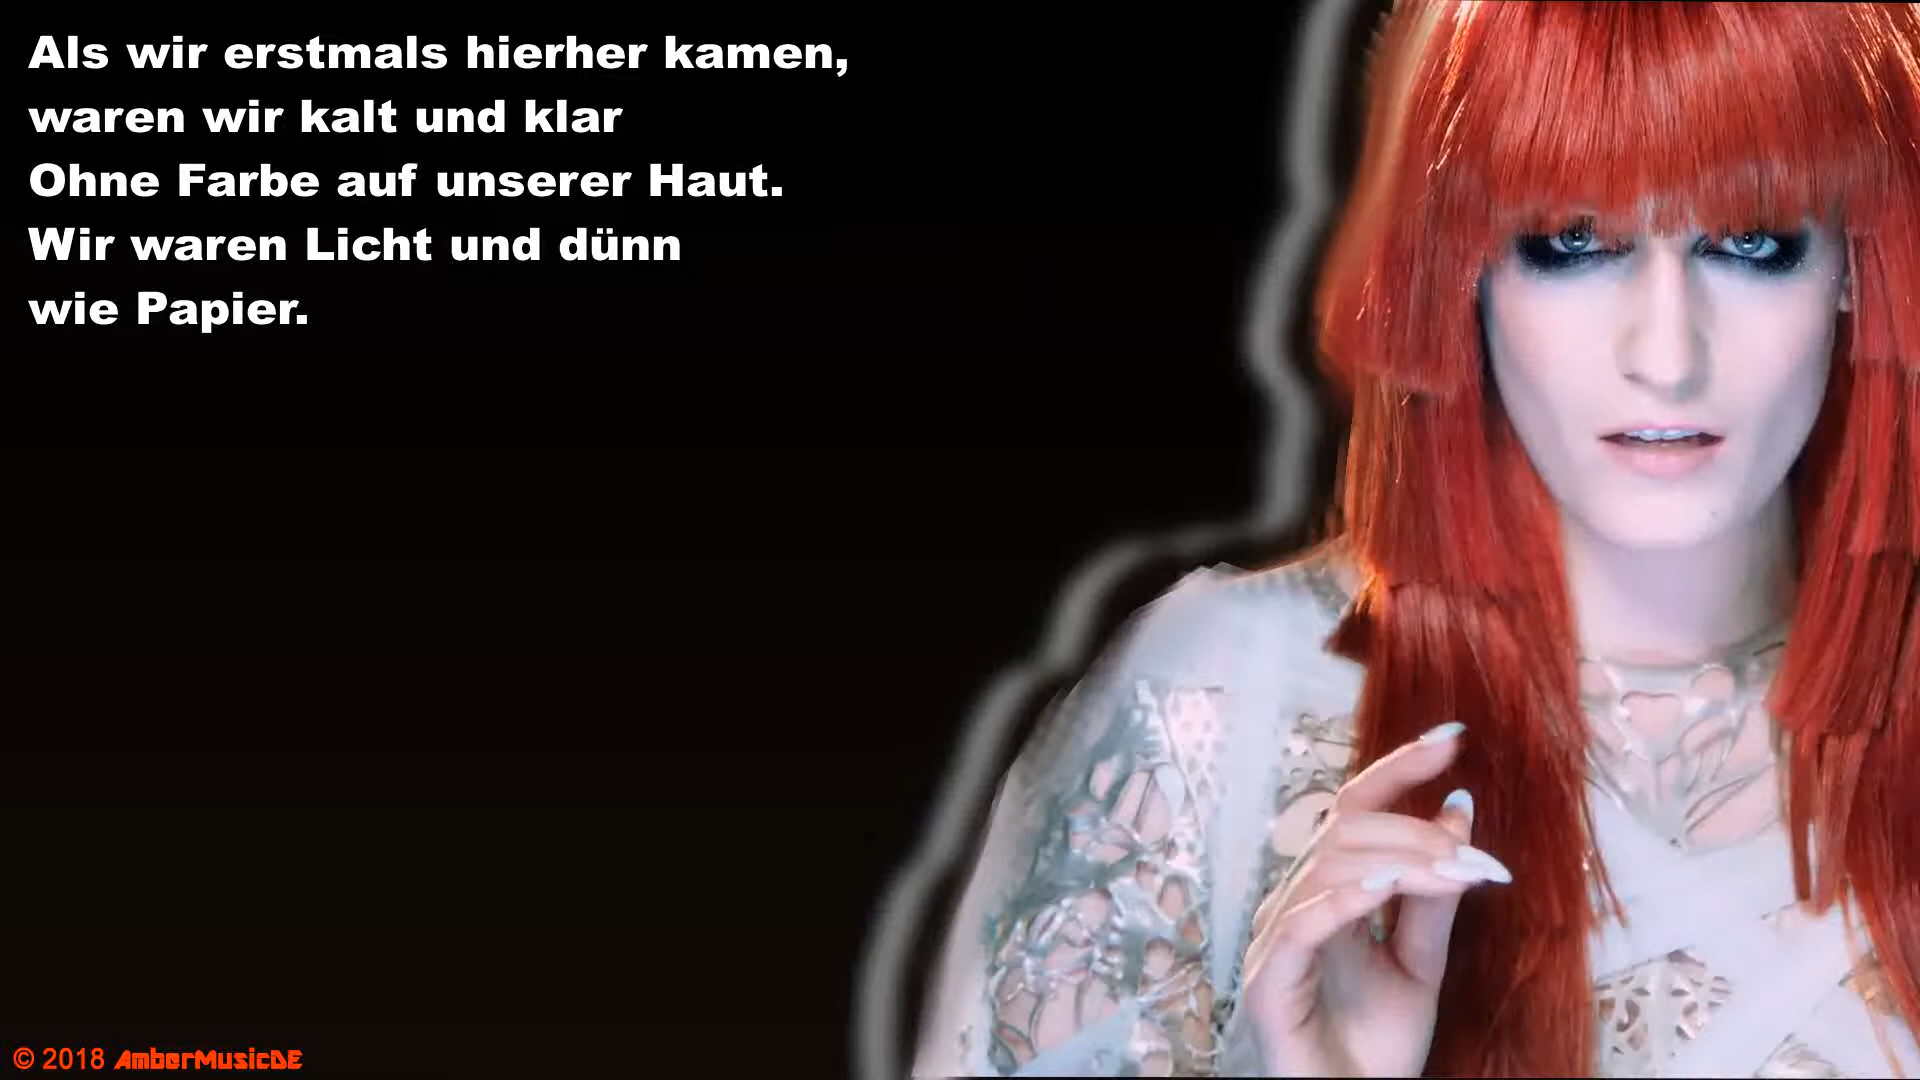 Als wir erstmals hierher kamen,
waren wir kalt und klar
Ohne Farbe auf unserer Haut.
Wir waren Licht und dünn
wie Papier.
© 2018 AmberMusicDE